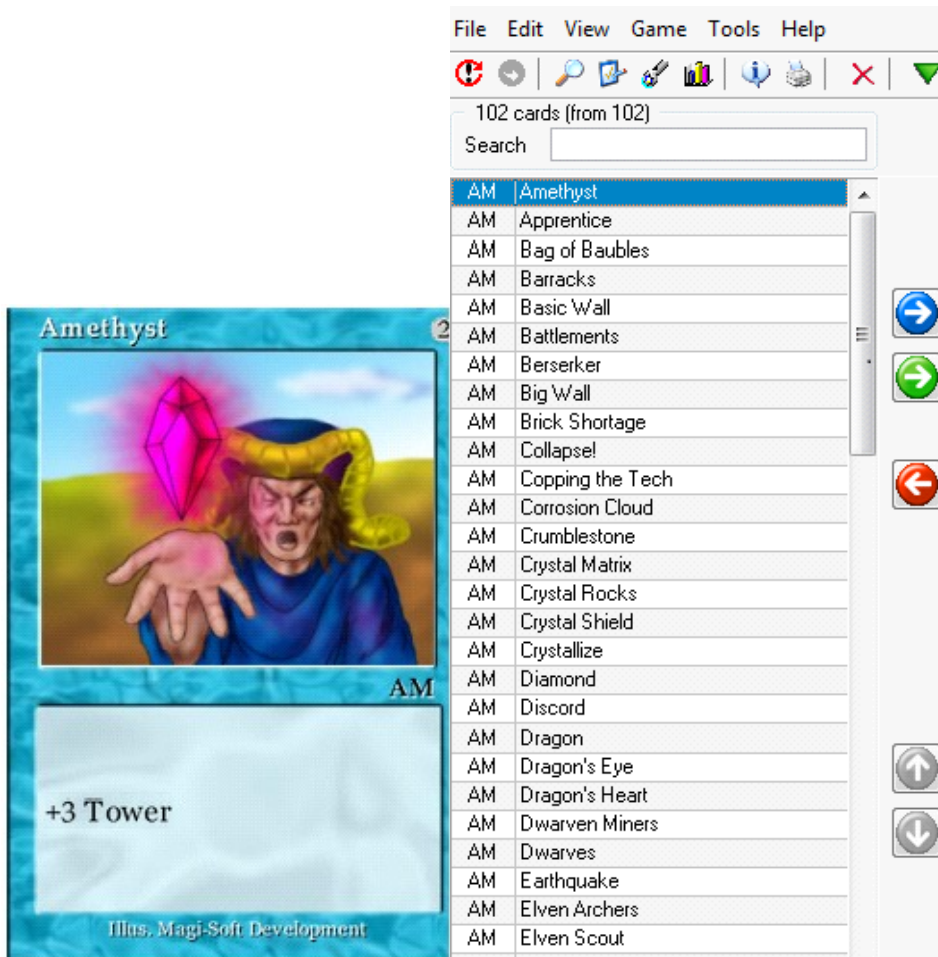 File Edit View Game Tools Help
102 cards (from 102)
Search
AM Amethyst
AM Apprentice
AM Bag of Baubles
AM Barracks
AM Basic Wall
AM Battlements
AM Berserker
AM Big Wall
AM Brick Shortage
AM Collapse!
AM Copping the Tech
AM Corrosion Cloud
AM Crumblestone
AM Crystal Matrix
AM Crystal Rocks
AM Crystal Shield
AM Crystallize
AM Diamond
AM Discord
AM Dragon
AM Dragon's Eye
AM Dragon's Heart
AM Dwarven Miners
AM Dwarves
AM Earthquake
AM Elven Archers
AM Elven Scout
Amethyst 2
AM
+3 Tower
Illus. Magi-Soft Development